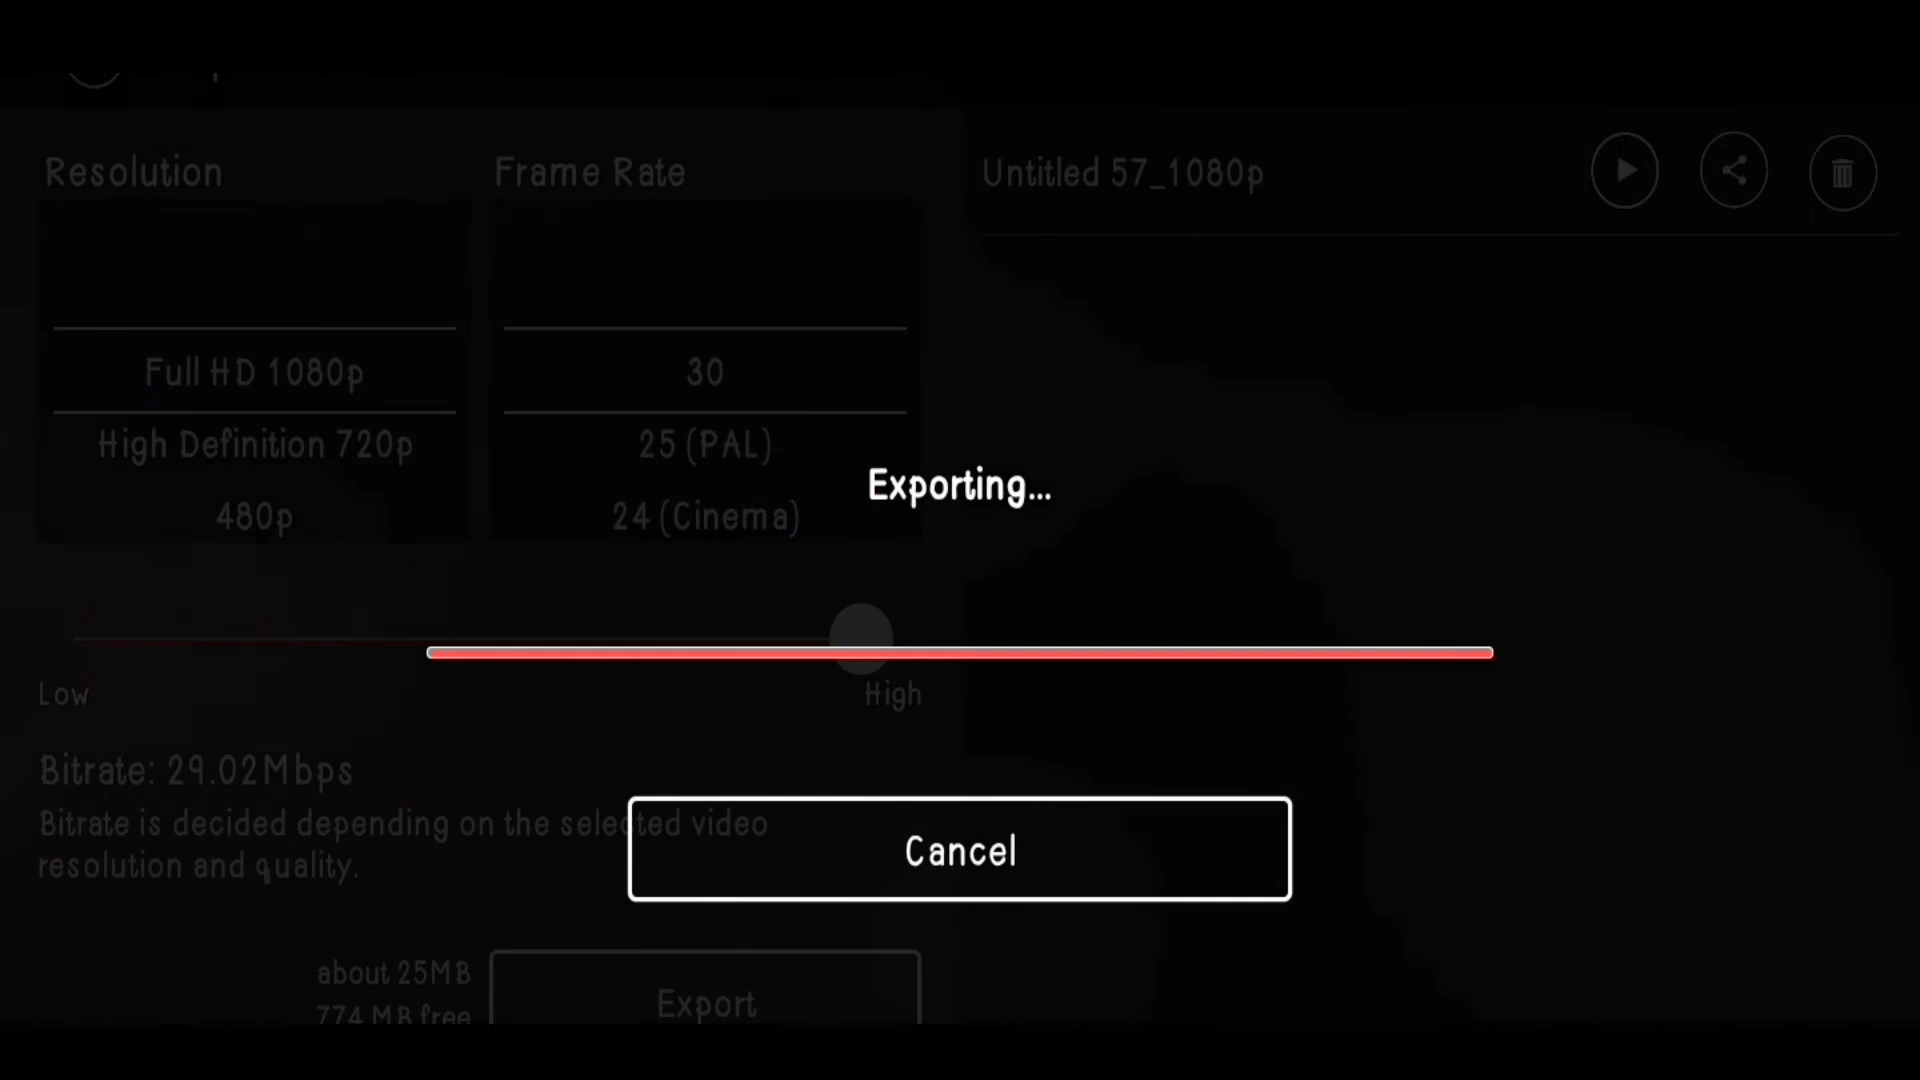 Resolution
Frame Rate
Untitled 57_1080p
Full HD 1080p
30
High Definition 720p
25 (PAL)
480p
24 (Cinema)
Exporting...
Low
High
Bitrate: 29.02Mbps
Bitrate is decided depending on the selected video
resolution and quality.
Cancel
about 25MB
774 MB free
Export